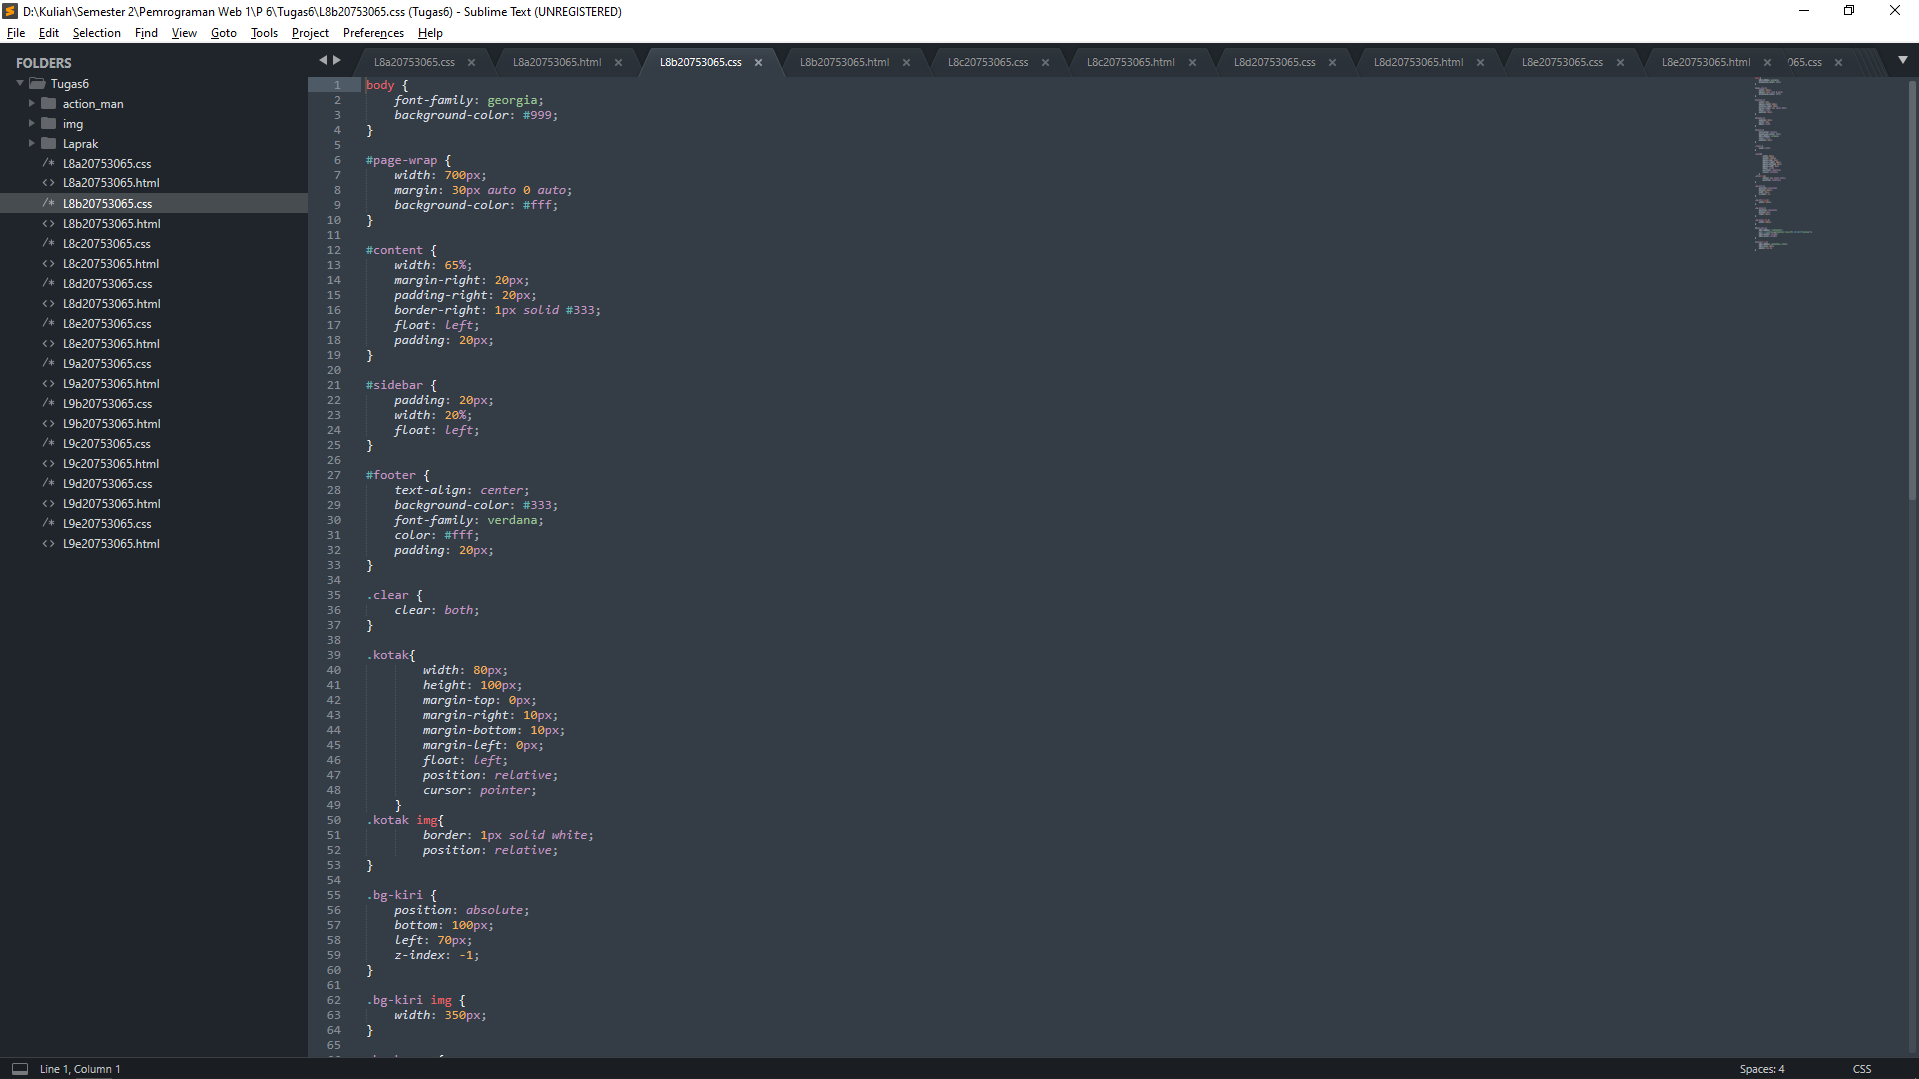 D:\Kuliah\Semester 2\Pemrograman Web 1\P 6\Tugas6\L8b20753065.css (Tugas6) - Sublime Text (UNREGISTERED)
File Edit Selection Find View Goto Tools Project Preferences Help
FOLDERS
Tugas6
action_man
img
Laprak
/* L8a20753065.css
<> L8a20753065.html
/* L8b20753065.css
<> L8b20753065.html
/* L8c20753065.css
<> L8c20753065.html
/* L8d20753065.css
<> L8d20753065.html
/* L8e20753065.css
<> L8e20753065.html
/* L9a20753065.css
<> L9a20753065.html
/* L9b20753065.css
<> L9b20753065.html
/* L9c20753065.css
<> L9c20753065.html
/* L9d20753065.css
<> L9d20753065.html
/* L9e20753065.css
<> L9e20753065.html
L8a20753065.css L8a20753065.html L8b20753065.css L8b20753065.html L8c20753065.css L8c20753065.html L8d20753065.css L8d20753065.html L8e20753065.css L8e20753065.html 065.css
1 body {
2 font-family: georgia;
3 background-color: #999;
4 }
5
6 #page-wrap {
7 width: 700px;
8 margin: 30px auto 0 auto;
9 background-color: #fff;
10 }
11
12 #content {
13 width: 65%;
14 margin-right: 20px;
15 padding-right: 20px;
16 border-right: 1px solid #333;
17 float: left;
18 padding: 20px;
19 }
20
21 #sidebar {
22 padding: 20px;
23 width: 20%;
24 float: left;
25 }
26
27 #footer {
28 text-align: center;
29 background-color: #333;
30 font-family: verdana;
31 color: #fff;
32 padding: 20px;
33 }
34
35 .clear {
36 clear: both;
37 }
38
39 .kotak{
40 width: 80px;
41 height: 100px;
42 margin-top: 0px;
43 margin-right: 10px;
44 margin-bottom: 10px;
45 margin-left: 0px;
46 float: left;
47 position: relative;
48 cursor: pointer;
49 }
50 .kotak img{
51 border: 1px solid white;
52 position: relative;
53 }
54
55 .bg-kiri {
56 position: absolute;
57 bottom: 100px;
58 left: 70px;
59 z-index: -1;
60 }
61
62 .bg-kiri img {
63 width: 350px;
64 }
65
Line 1, Column 1
Spaces: 4
CSS